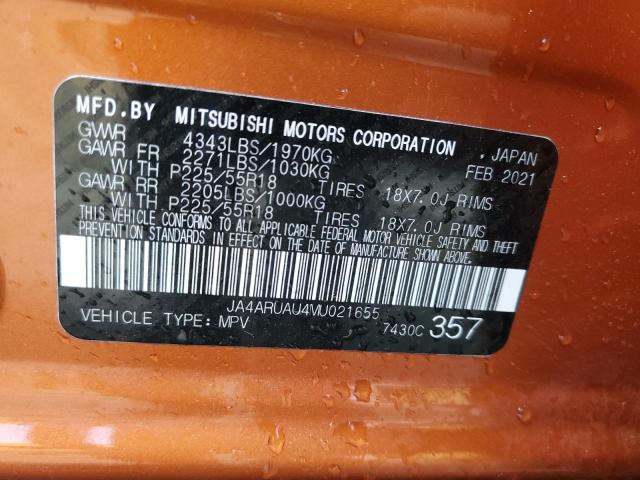 MFD.BY MITSUBISHI MOTORS CORPORATION , JAPAN
GVWR 4343LBS/1970KG FEB 2021
GAWR FR 2271LBS/1030KG
WITH P225/55R18 TIRES 18X7.0J RIMS
GAWR RR 2205LBS/1000KG
WITH P225/55R18 TIRES 18X7.0J RIMS
THIS VEHICLE CONFORMS TO ALL APPLICABLE FEDERAL MOTOR VEHICLE SAFETY AND THEFT
PREVENTION STANDARDS IN EFFECT ON THE DATE OF MANUFACTURE SHOWN ABOVE.
JA4ARUAU4MU021655
VEHICLE TYPE: MPV 7430C 357